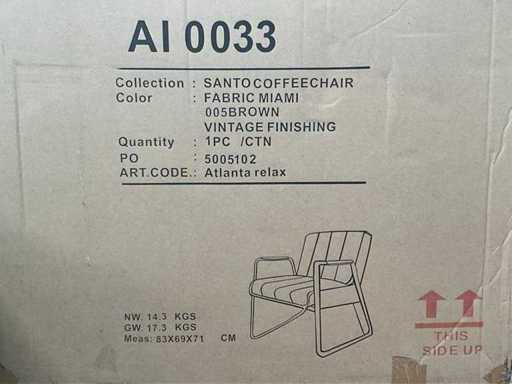 AI 0033
Collection : SANTOCOFFEECHAIR
Color : FABRIC MIAMI
005BROWN
VINTAGE FINISHING
Quantity : 1PC /CTN
PO : 5005102
ART.CODE.: Atlanta relax
NW. 14.3 KGS
GW. 17.3 KGS
Meas: 83X69X71 CM
THIS
SIDE UP